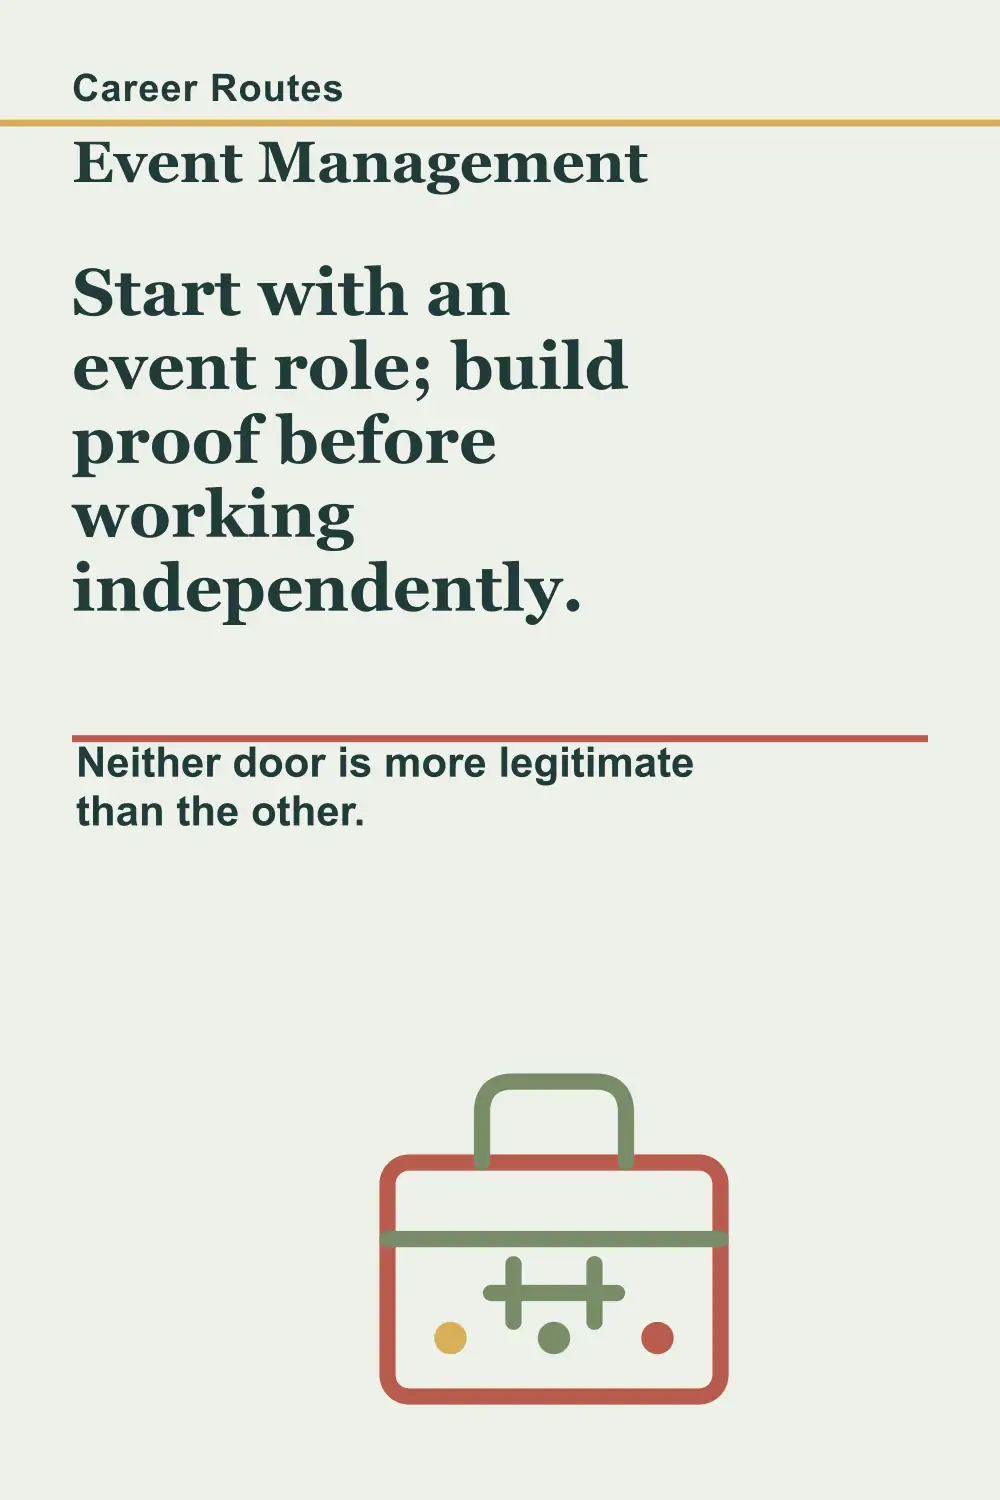 Career Routes
Event Management
Start with an
event role; build
proof before
working
independently.
Neither door is more legitimate
than the other.